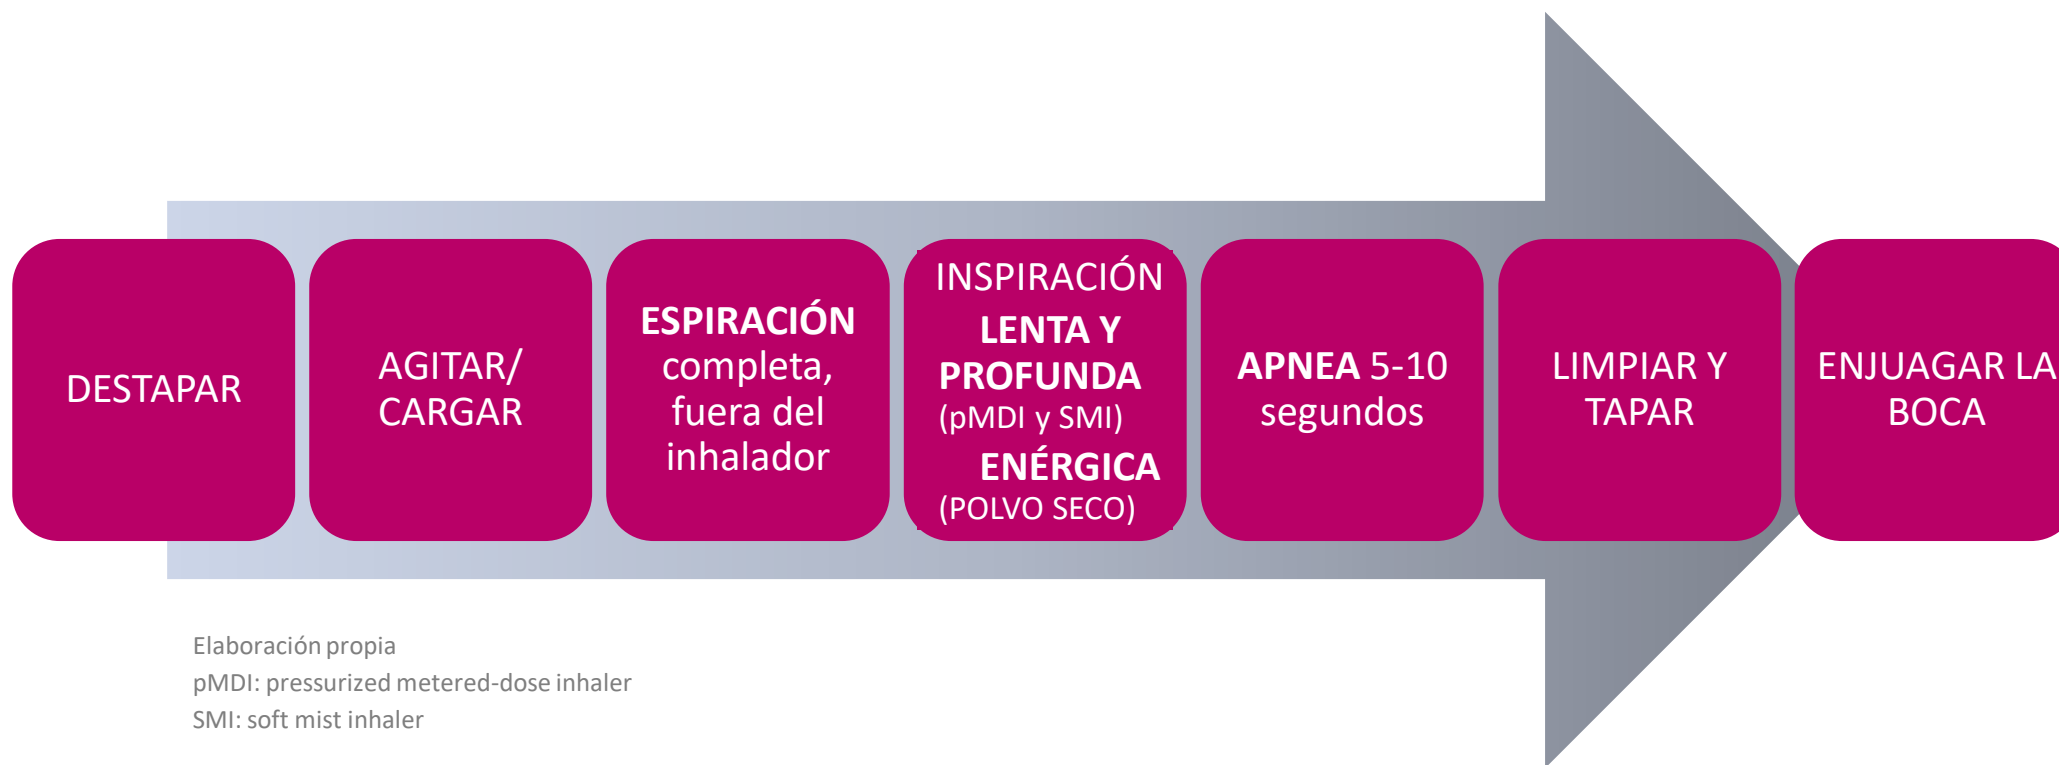 DESTAPAR
AGITAR/
CARGAR
ESPIRACIÓN
completa,
fuera del
inhalador
INSPIRACIÓN
LENTA Y
PROFUNDA
(pMDI y SMI)
ENÉRGICA
(POLVO SECO)
APNEA 5-10
segundos
LIMPIAR Y
TAPAR
ENJUAGAR LA
BOCA
Elaboración propia
pMDI: pressurized metered-dose inhaler
SMI: soft mist inhaler